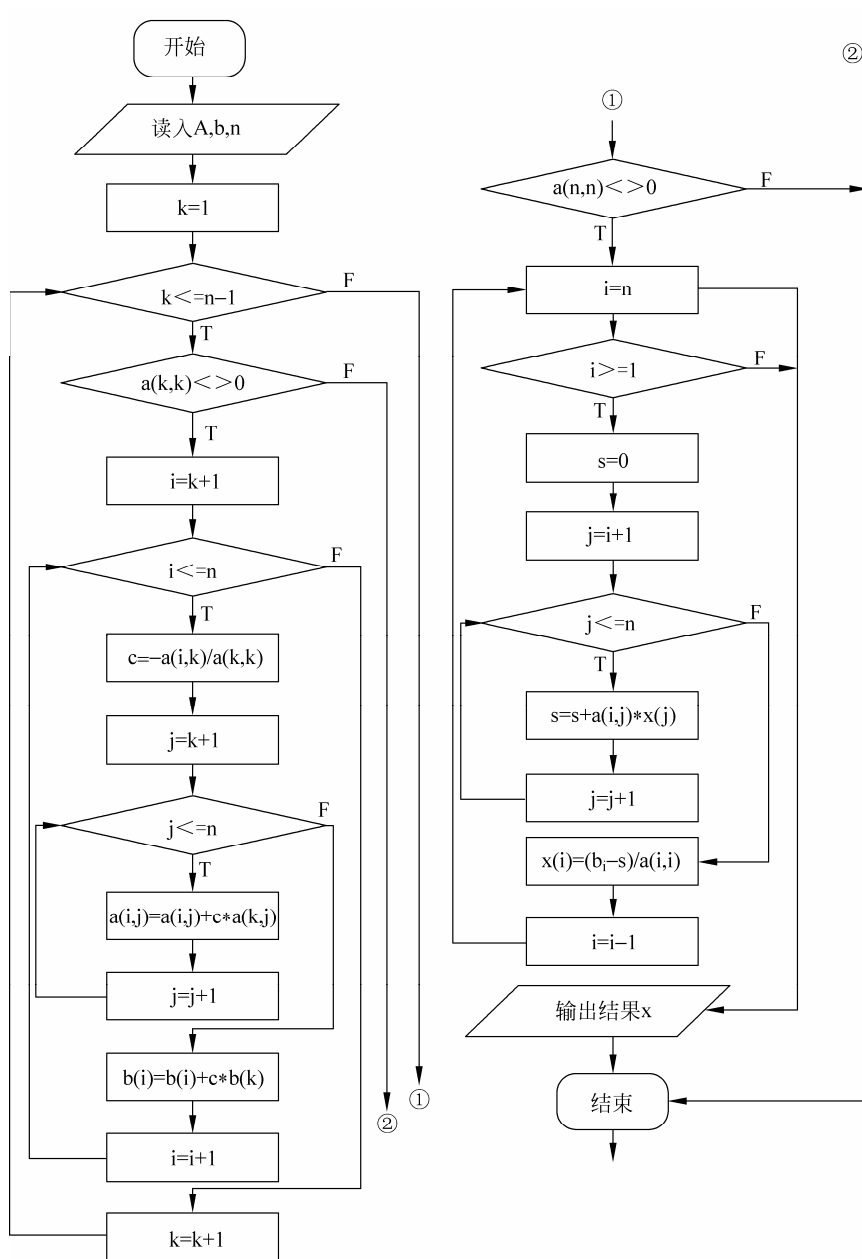 开始
读入A,b,n
k=1
k<=n-1
F
T
a(k,k)<>0
F
T
i=k+1
i<=n
F
T
c=-a(i,k)/a(k,k)
j=k+1
j<=n
F
T
a(i,j)=a(i,j)+c*a(k,j)
j=j+1
b(i)=b(i)+c*b(k)
i=i+1
k=k+1
①
②
②
①
a(n,n)<>0
F
T
i=n
i>=1
F
T
s=0
j=i+1
j<=n
F
T
s=s+a(i,j)*x(j)
j=j+1
x(i)=(bᵢ-s)/a(i,i)
i=i-1
输出结果x
结束